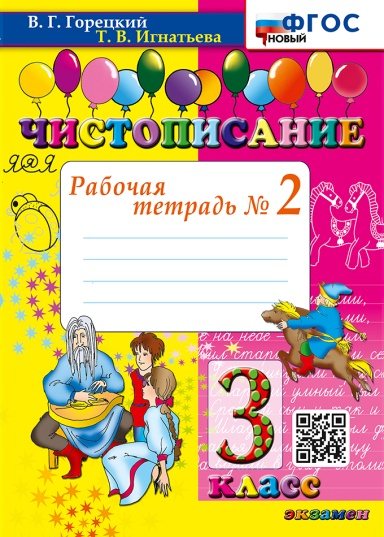 В. Г. Горецкий
Т. В. Игнатьева
ФГОС
НОВЫЙ
ЧИСТОПИСАНИЕ
Рабочая
тетрадь № 2
3
класс
экзамен